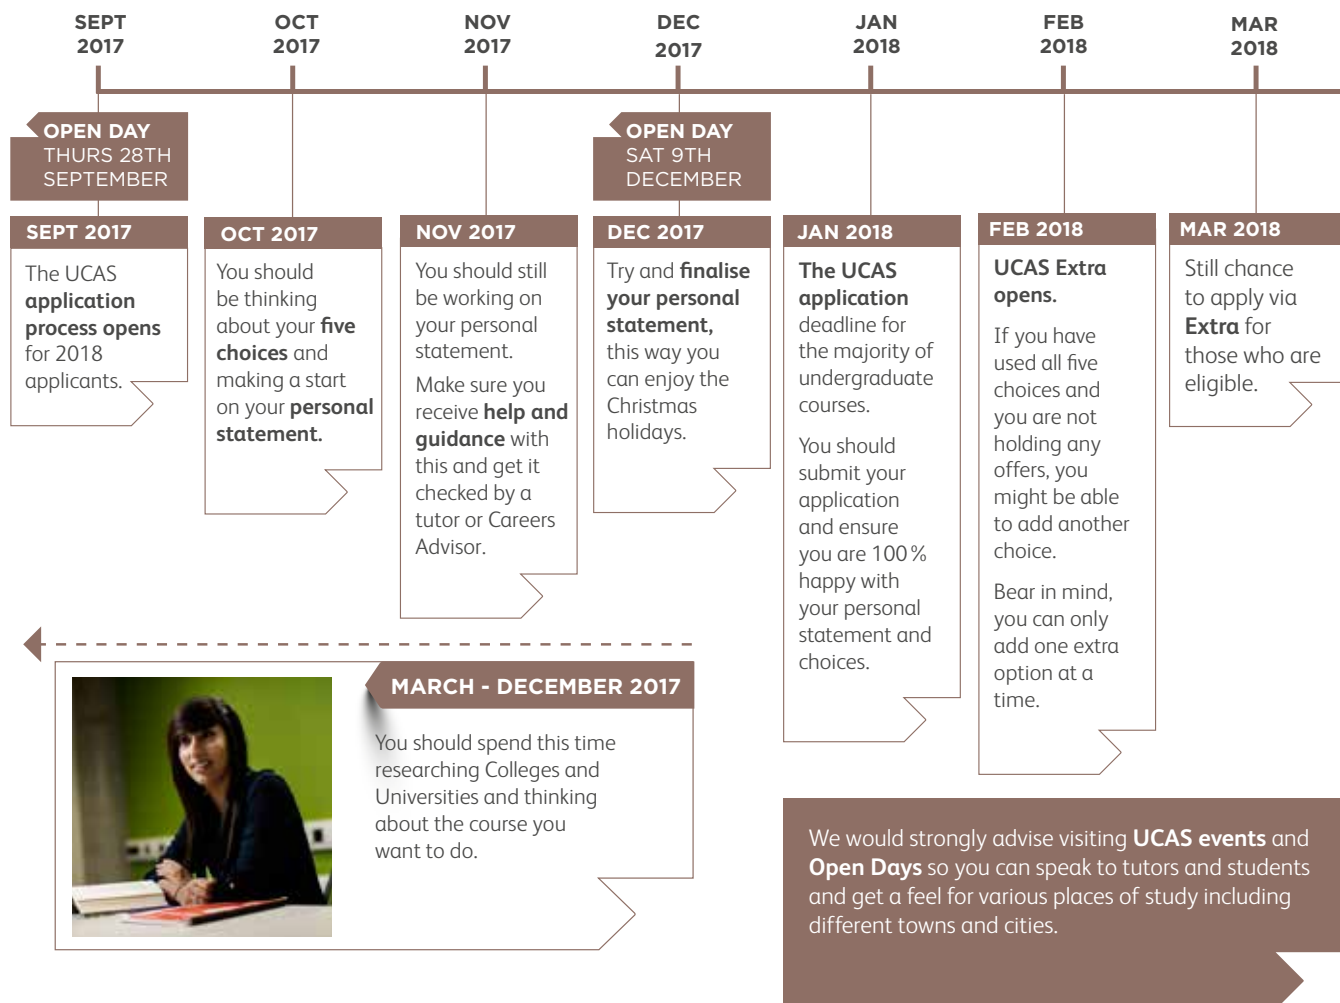 SEPT
2017
OCT
2017
NOV
2017
DEC
2017
JAN
2018
FEB
2018
MAR
2018
OPEN DAY
THURS 28TH
SEPTEMBER
OPEN DAY
SAT 9TH
DECEMBER
SEPT 2017
The UCAS
application
process opens
for 2018
applicants.
OCT 2017
You should
be thinking
about your five
choices and
making a start
on your personal
statement.
NOV 2017
You should still
be working on
your personal
statement.
Make sure you
receive help and
guidance with
this and get it
checked by a
tutor or Careers
Advisor.
DEC 2017
Try and finalise
your personal
statement,
this way you
can enjoy the
Christmas
holidays.
JAN 2018
The UCAS
application
deadline for
the majority of
undergraduate
courses.
You should
submit your
application
and ensure
you are 100%
happy with
your personal
statement and
choices.
FEB 2018
UCAS Extra
opens.
If you have
used all five
choices and
you are not
holding any
offers, you
might be able
to add another
choice.
Bear in mind,
you can only
add one extra
option at a
time.
MAR 2018
Still chance
to apply via
Extra for
those who are
eligible.
MARCH - DECEMBER 2017
You should spend this time
researching Colleges and
Universities and thinking
about the course you
want to do.
We would strongly advise visiting UCAS events and
Open Days so you can speak to tutors and students
and get a feel for various places of study including
different towns and cities.